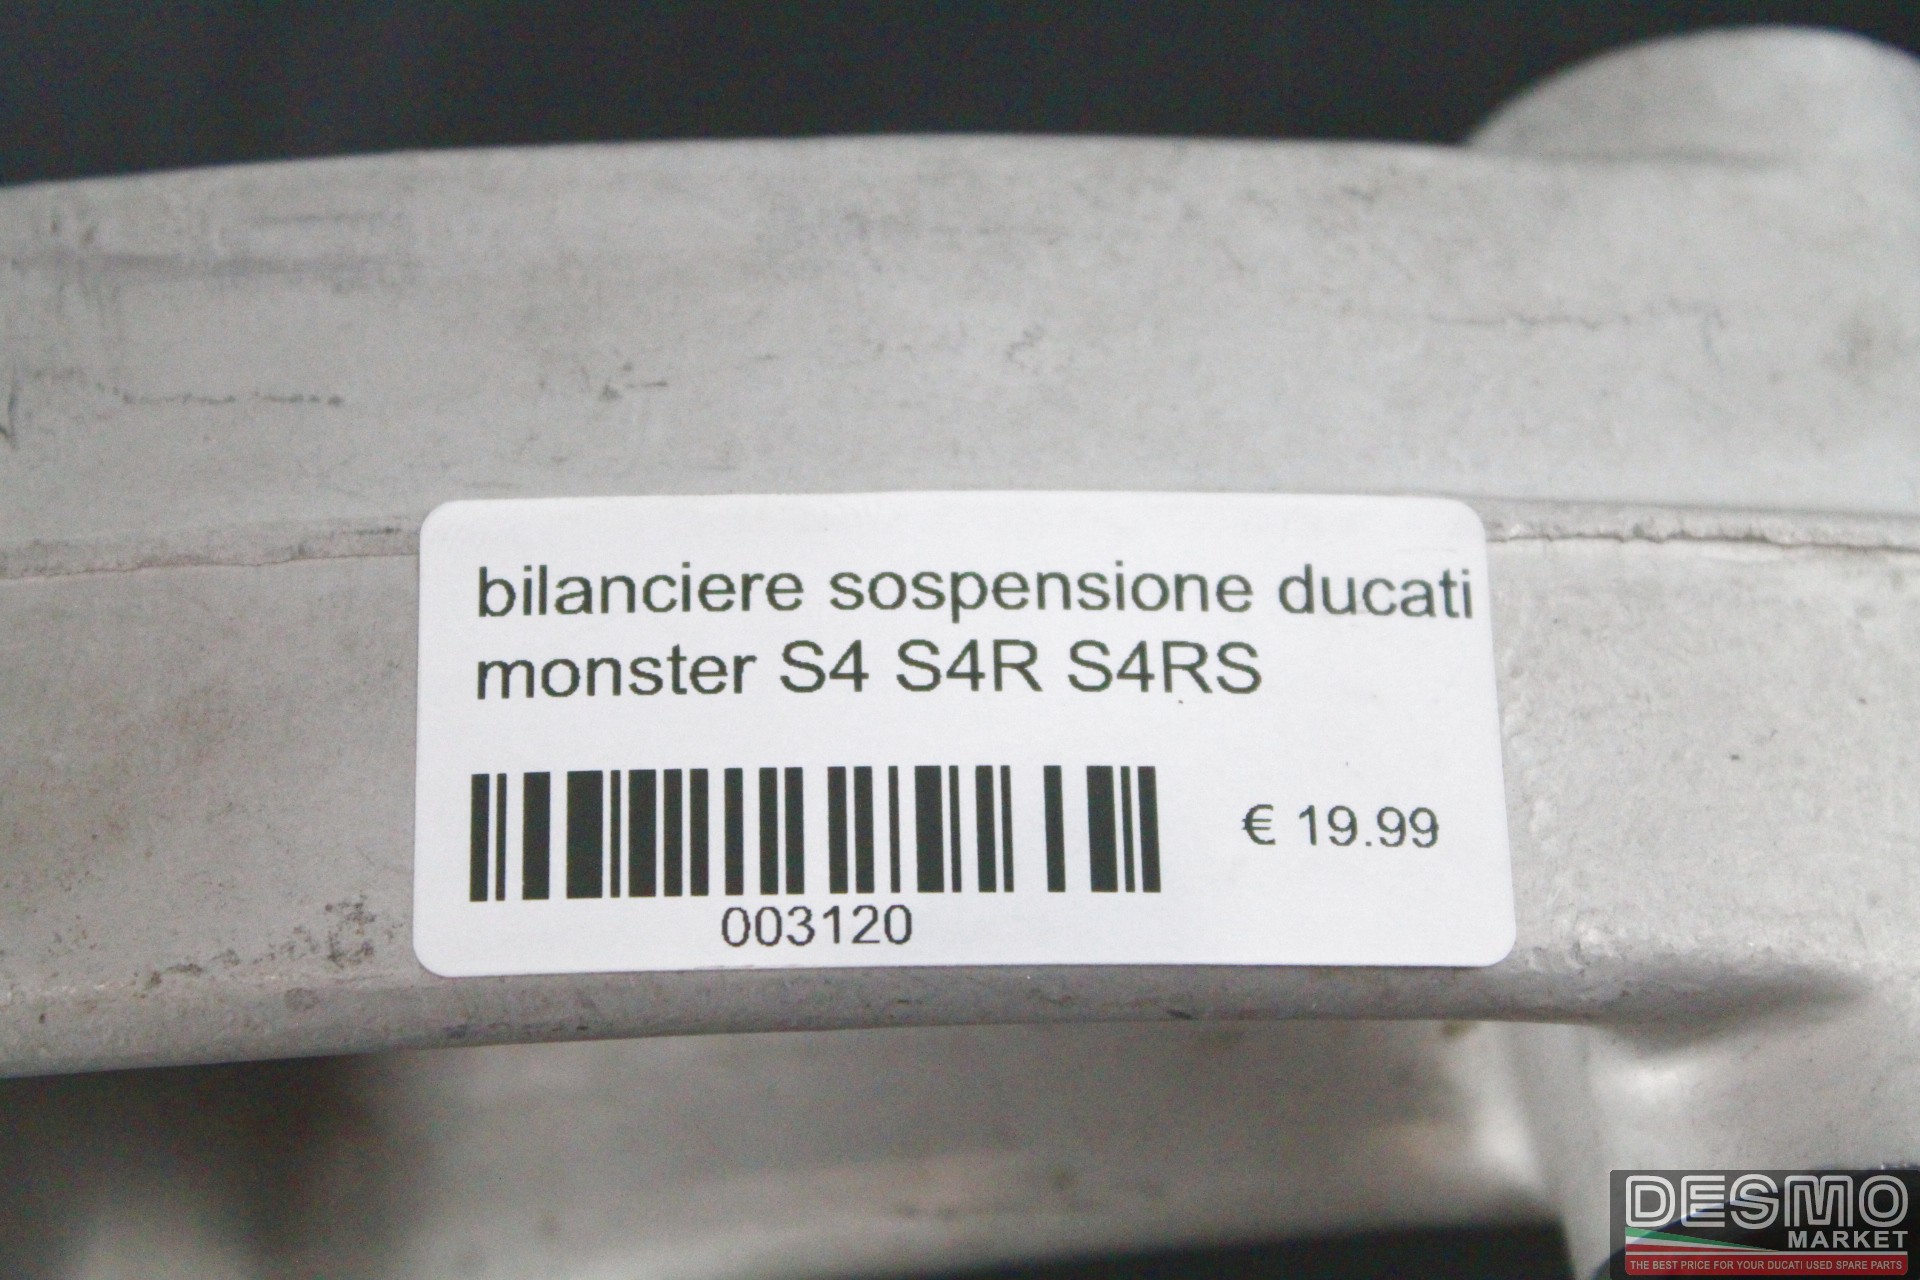 bilanciere sospensione ducati
monster S4 S4R S4RS
€ 19.99
003120
DESMO
MARKET
THE BEST PRICE FOR YOUR DUCATI USED SPARE PARTS